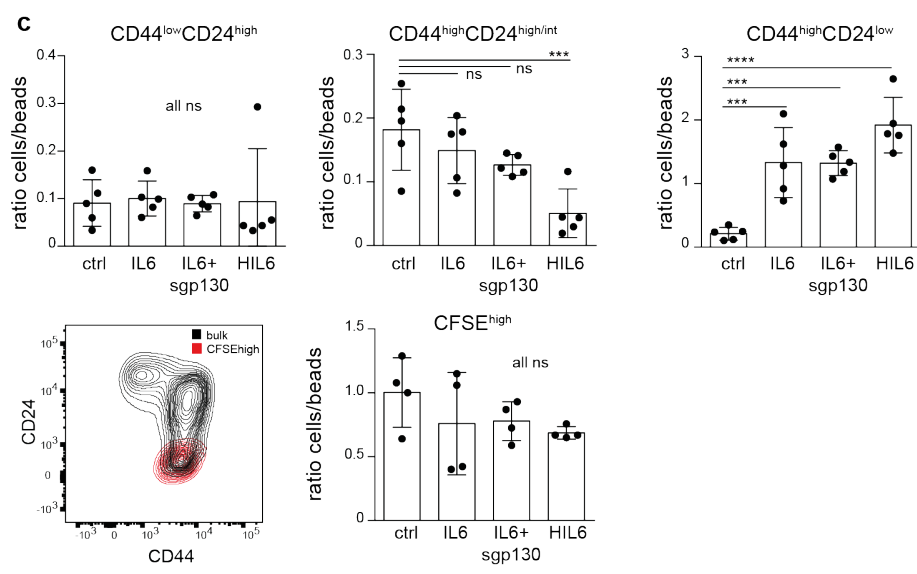 c
CD44lowCD24high
ratio cells/beads
0.4
0.3
0.2
0.1
0
all ns
ctrl IL6 IL6+ HIL6
sgp130
CD44highCD24high/int
ratio cells/beads
0.3
0.2
0.1
0
***
ns
ns
ctrl IL6 IL6+ HIL6
sgp130
CD44highCD24low
ratio cells/beads
3
2
1
0
****
***
***
ctrl IL6 IL6+ HIL6
sgp130
bulk
CFSEhigh
CD24
10⁵
10⁴
10³
0
-10³
-10³ 0 10³ 10⁴ 10⁵
CD44
CFSEhigh
ratio cells/beads
1.5
1.0
0.5
0
all ns
ctrl IL6 IL6+ HIL6
sgp130